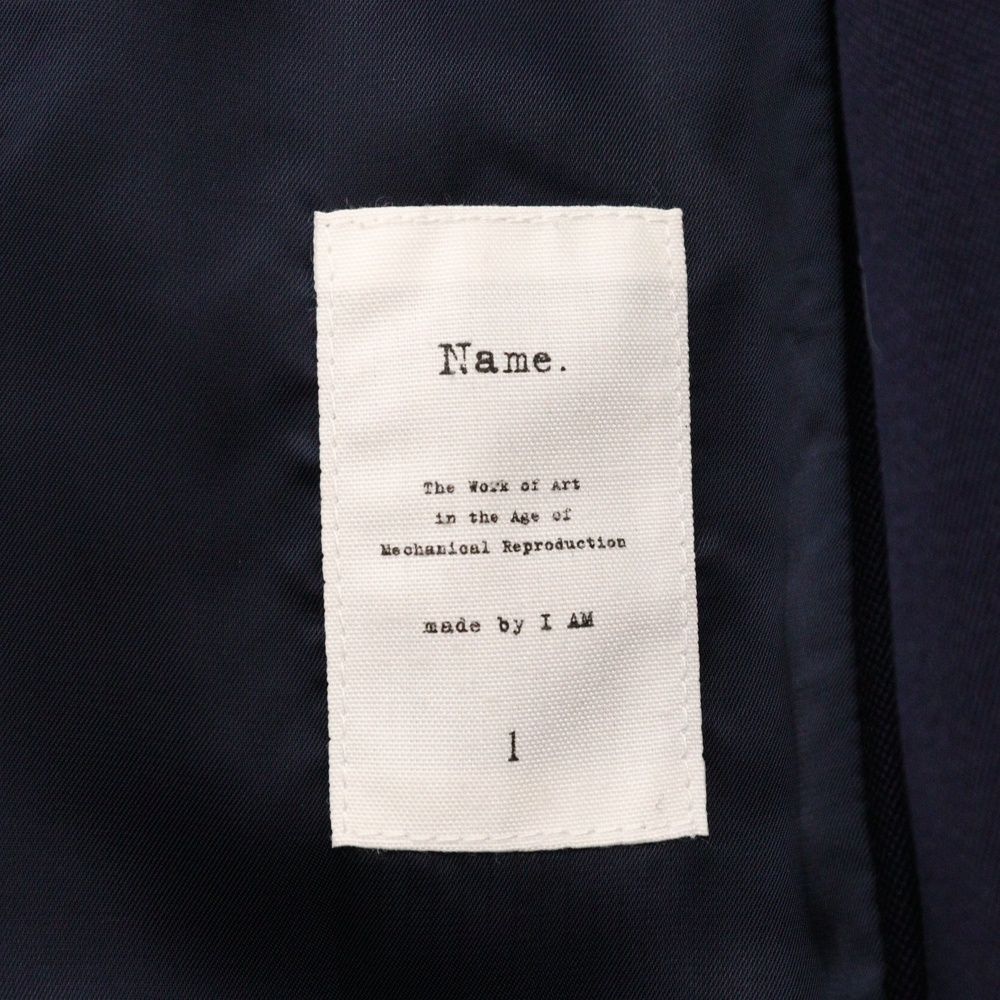 Name.
The Work of Art
in the Age of
Mechanical Reproduction
made by I AM
1